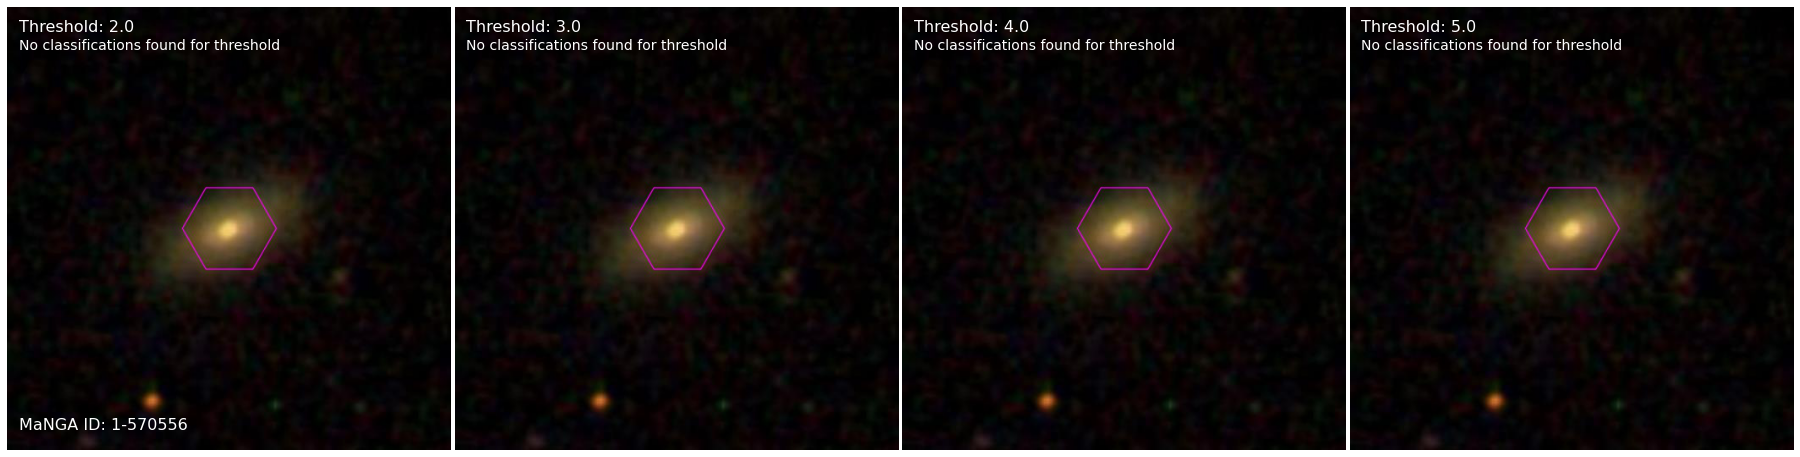 Threshold: 2.0
No classifications found for threshold
MaNGA ID: 1-570556
Threshold: 3.0
No classifications found for threshold
Threshold: 4.0
No classifications found for threshold
Threshold: 5.0
No classifications found for threshold